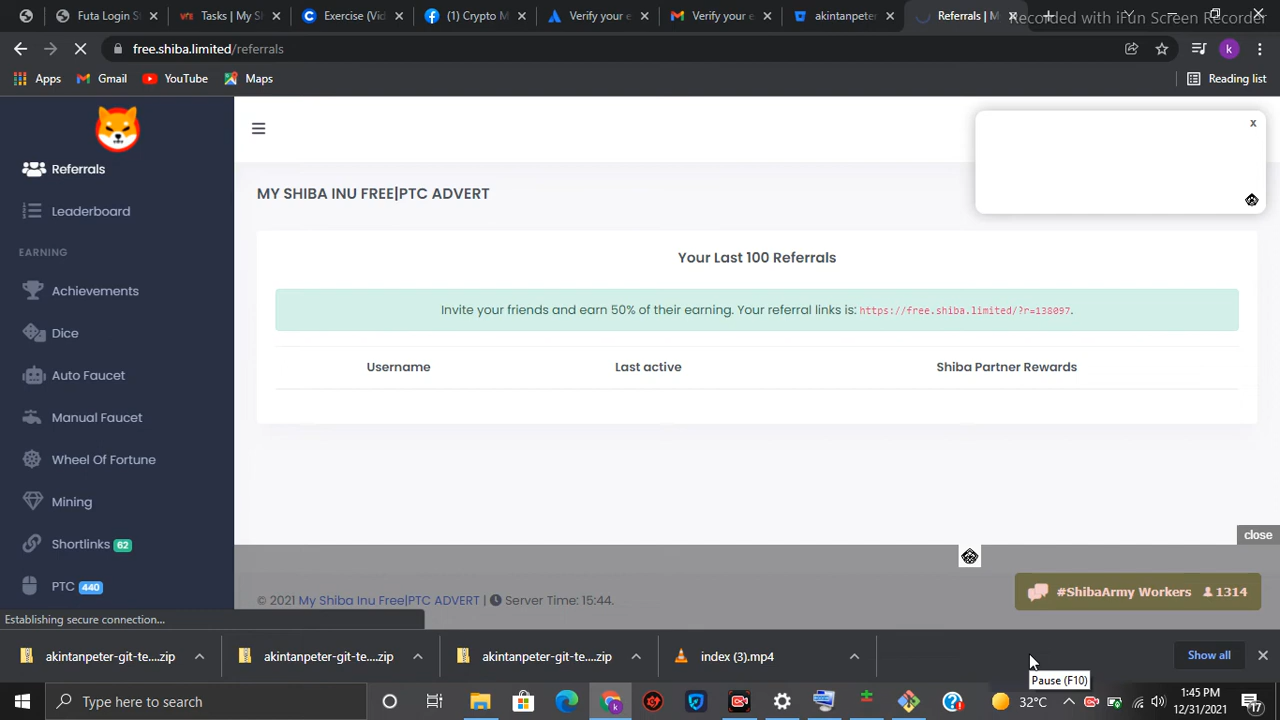 Futa Login S
Tasks | My S
Exercise (Vid
(1) Crypto M
Verify your e
Verify your e
akintanpeter
Referrals | M
Recorded with iFun Screen Recorder
free.shiba.limited/referrals
k
Apps
Gmail
YouTube
Maps
Reading list
Referrals
x
MY SHIBA INU FREE|PTC ADVERT
Leaderboard
EARNING
Your Last 100 Referrals
Achievements
Invite your friends and earn 50% of their earning. Your referral links is: https://free.shiba.limited/?r=138097.
Dice
Username Last active Shiba Partner Rewards
Auto Faucet
Manual Faucet
Wheel Of Fortune
Mining
Shortlinks 62
close
PTC 440
© 2021 My Shiba Inu Free|PTC ADVERT | Server Time: 15:44.
#ShibaArmy Workers 1314
Establishing secure connection...
akintanpeter-git-te....zip
akintanpeter-git-te....zip
akintanpeter-git-te....zip
index (3).mp4
Show all
Pause (F10)
Type here to search
32°C
1:45 PM
12/31/2021
17